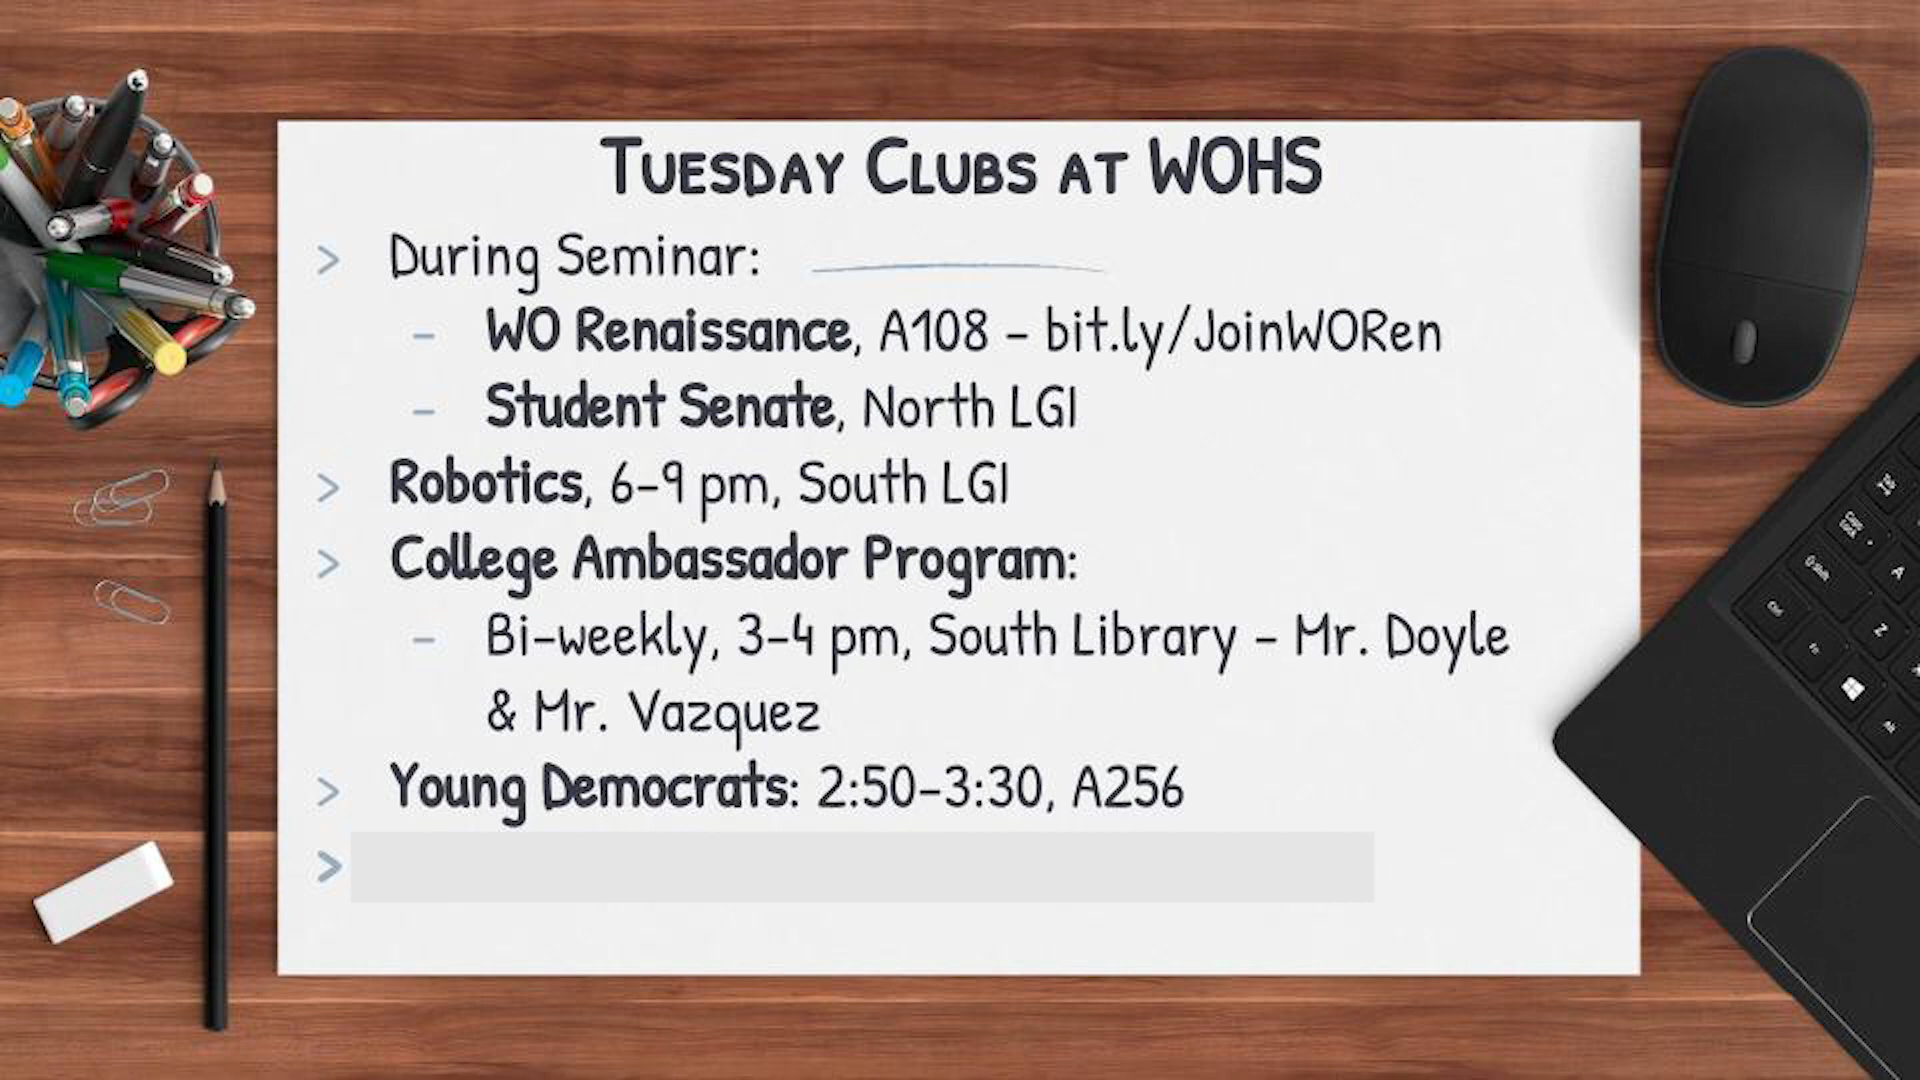 Tuesday Clubs at WOHS
> During Seminar:
- WO Renaissance, A108 - bit.ly/JoinWORen
- Student Senate, North LGI
> Robotics, 6-9 pm, South LGI
> College Ambassador Program:
- Bi-weekly, 3-4 pm, South Library - Mr. Doyle
& Mr. Vazquez
> Young Democrats: 2:50-3:30, A256
>